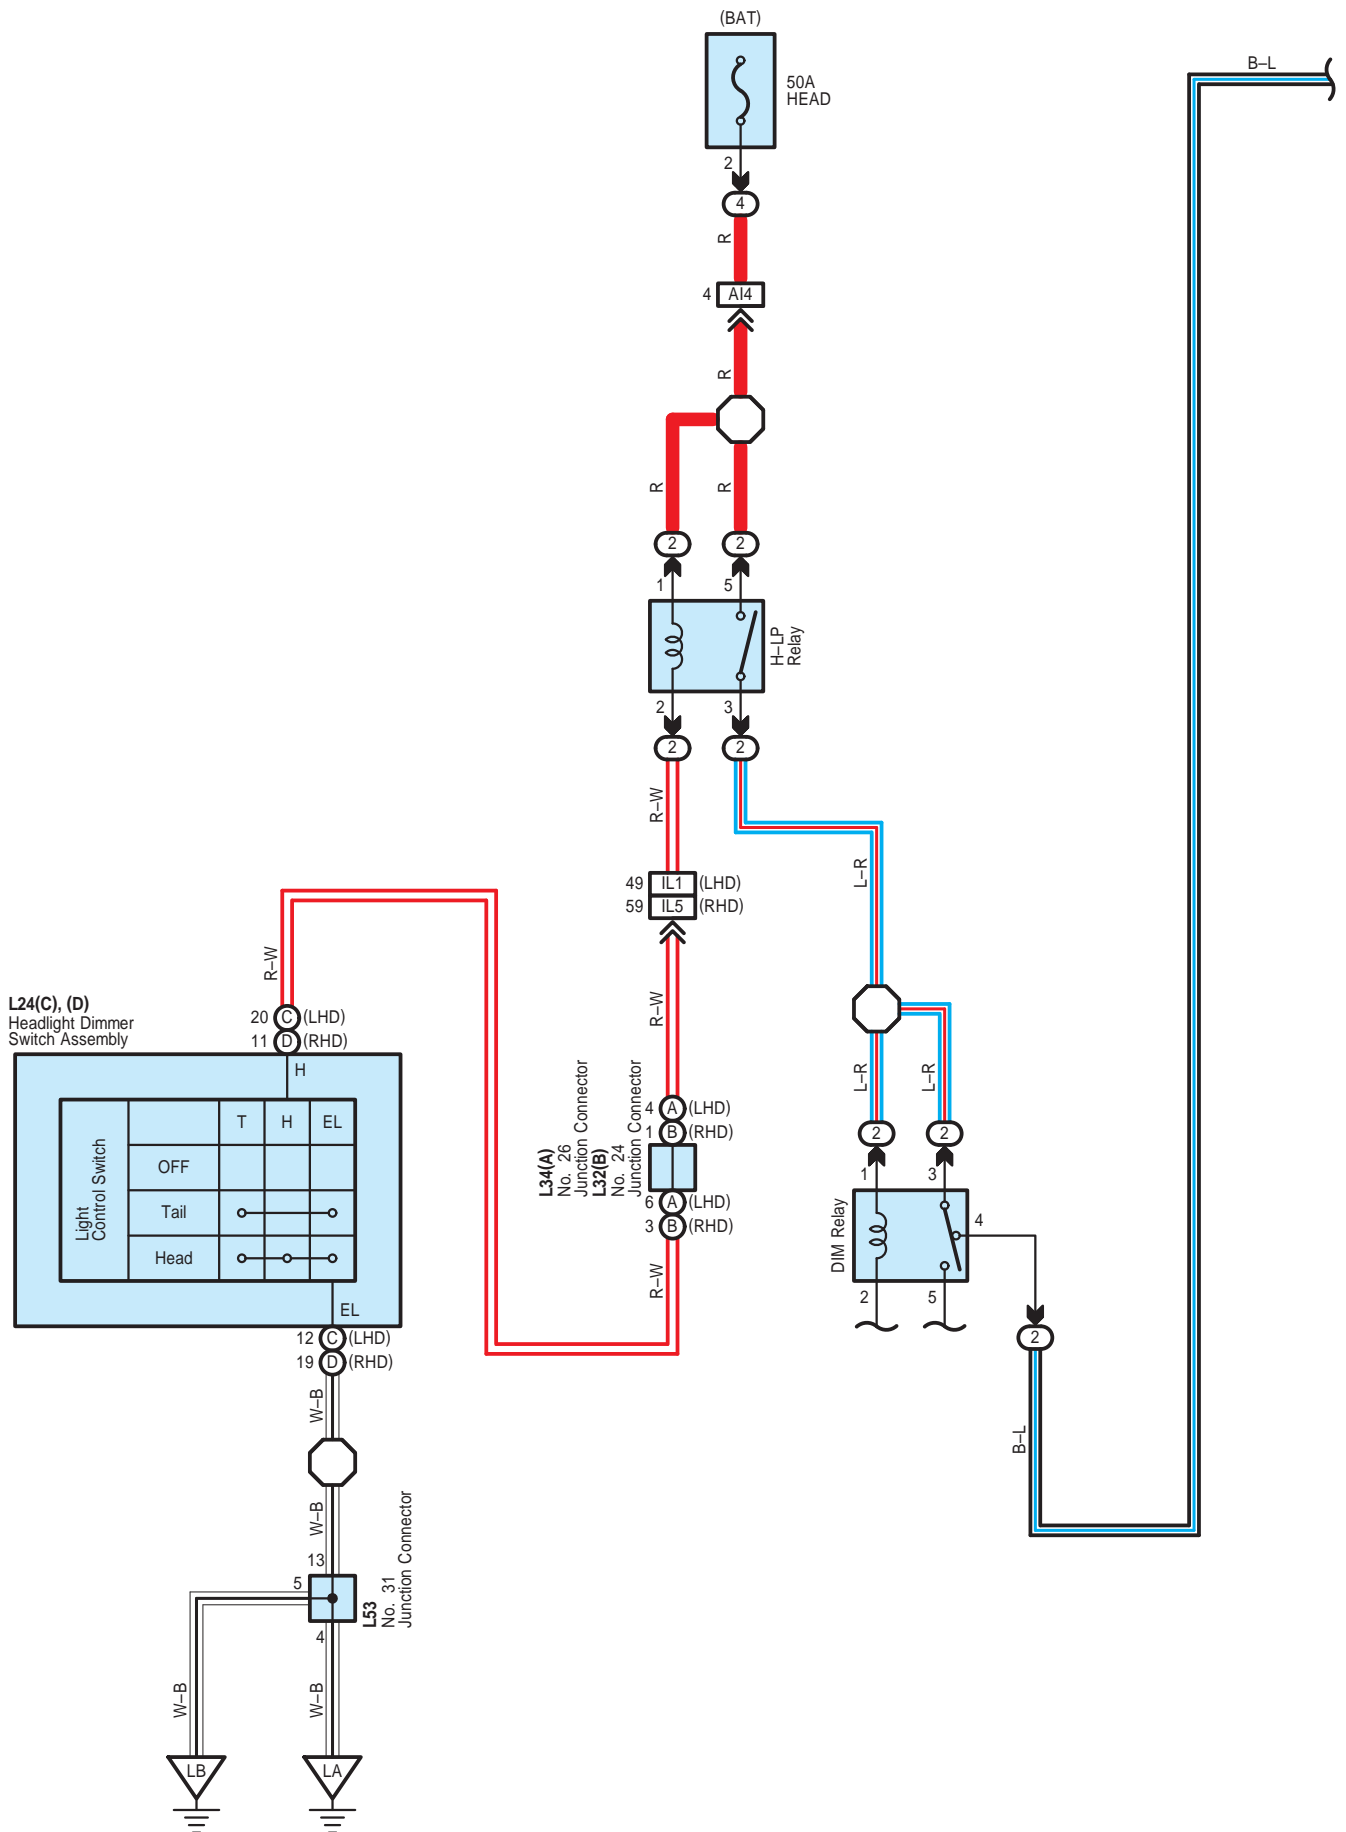 (BAT)
50A
HEAD
2
4
R
4 AI4
R
R
R
2
2
1
5
H–LP
Relay
2
3
2
2
R–W
L–R
49 IL1 (LHD)
59 IL5 (RHD)
R–W
R–W
L–R
L–R
L24(C), (D)
Headlight Dimmer
Switch Assembly
20 C (LHD)
11 D (RHD)
H
Light
Control Switch
T H EL
OFF
Tail
Head
EL
12 C (LHD)
19 D (RHD)
L34(A)
No. 26
Junction Connector
L32(B)
No. 24
Junction Connector
4 A (LHD)
1 B (RHD)
6 A (LHD)
3 B (RHD)
R–W
2
2
1
3
DIM Relay
4
2
5
2
B–L
B–L
W–B
W–B
13
5
4
L53
No. 31
Junction Connector
W–B
W–B
LB
LA